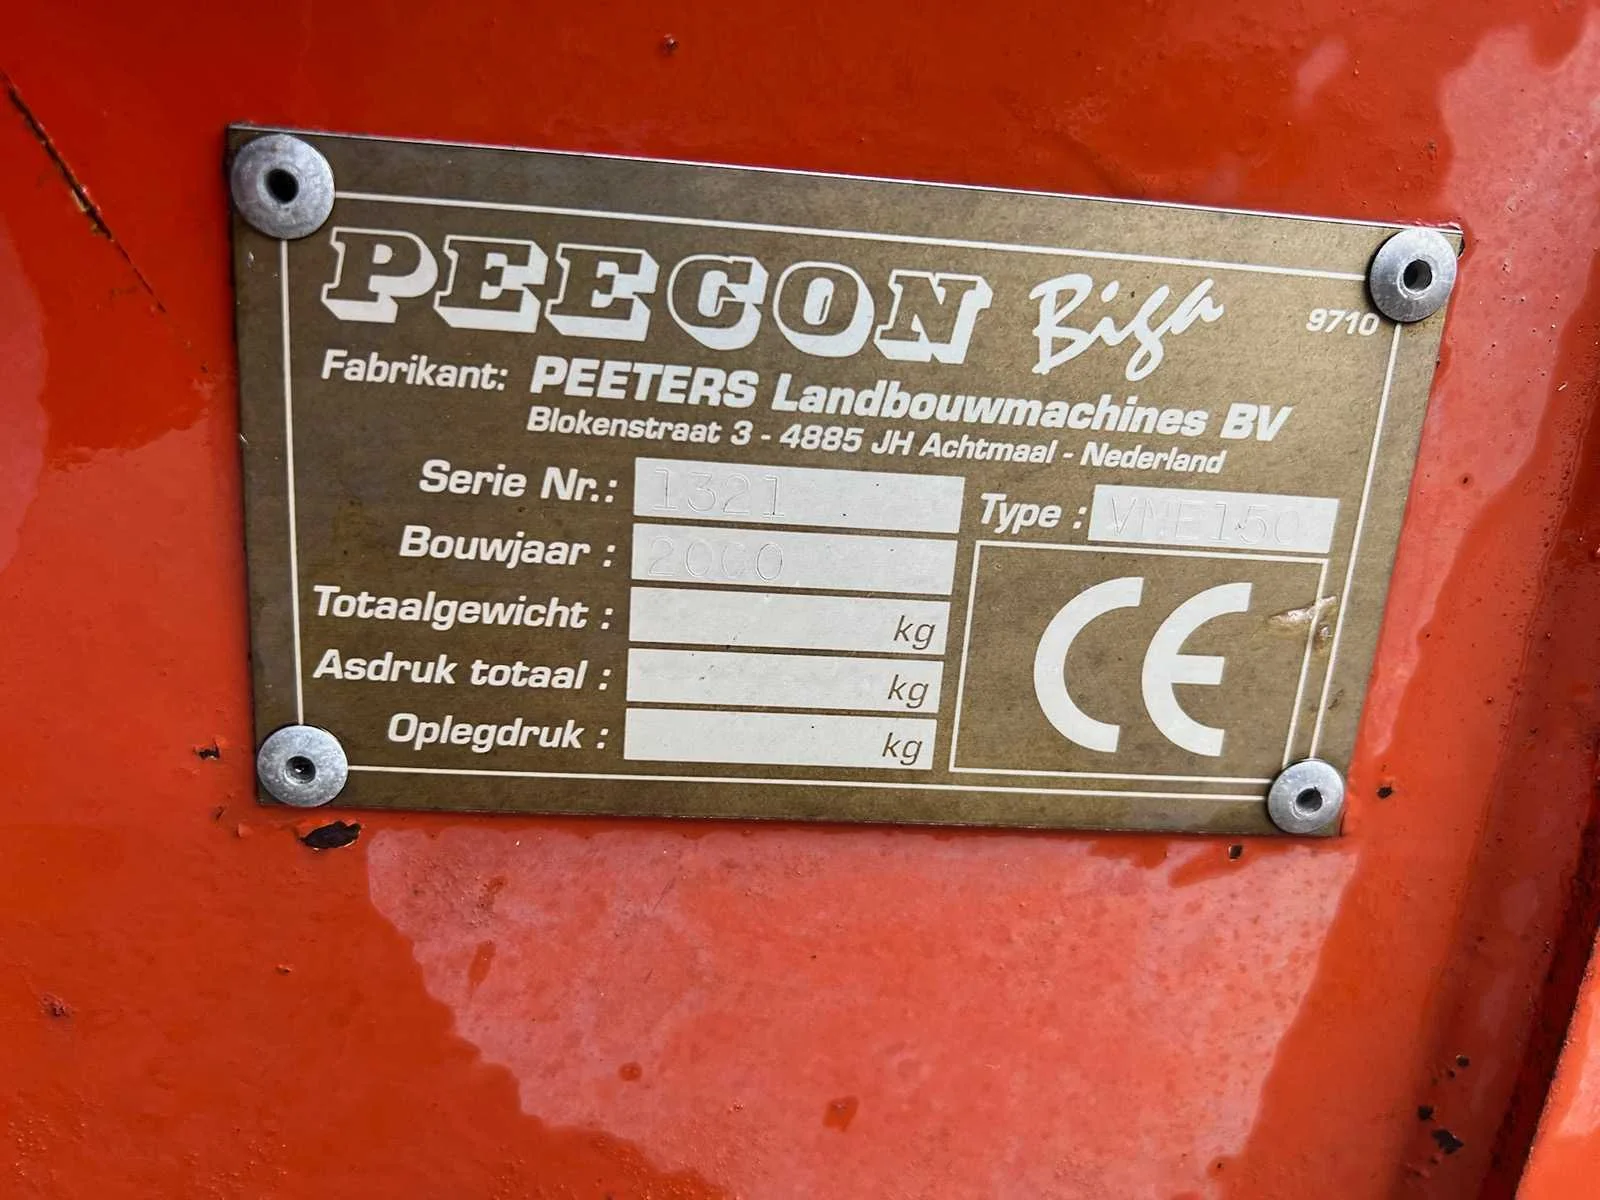 PEECON Biga 9710
Fabrikant: PEETERS Landbouwmachines BV
Blokenstraat 3 - 4885 JH Achtmaal - Nederland
Serie Nr.: 1321 Type : VME150
Bouwjaar : 2000
Totaalgewicht : kg
Asdruk totaal : kg
Oplegdruk : kg
CE